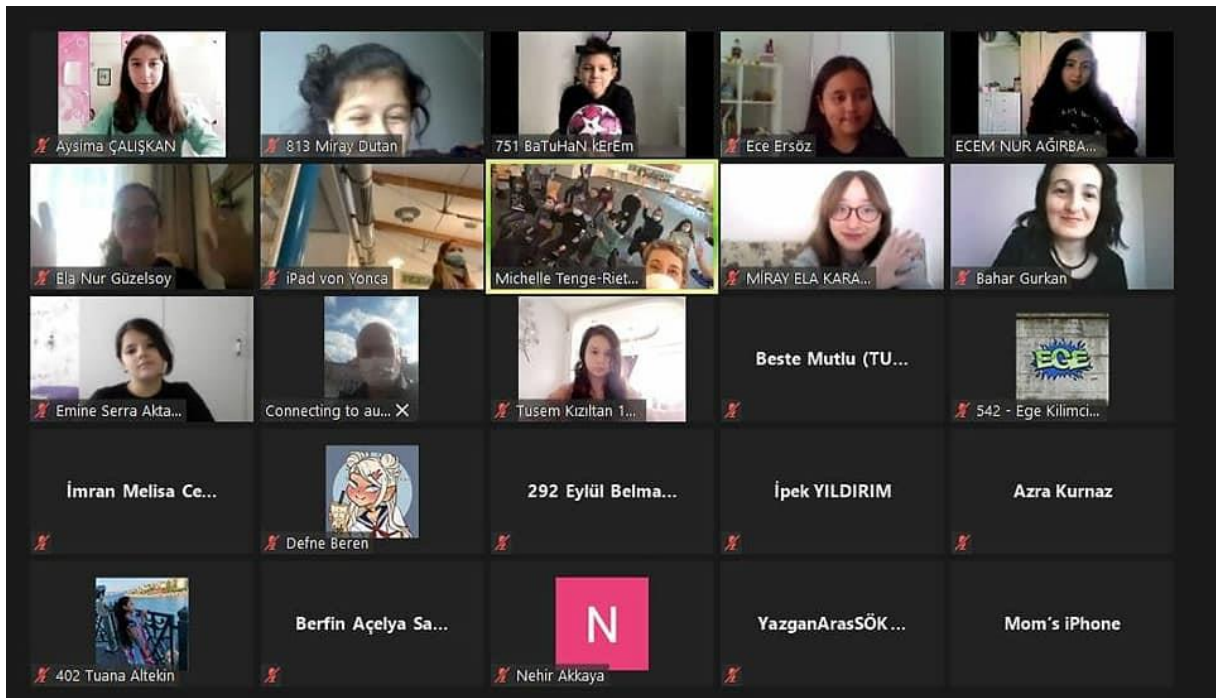 Aysima ÇALIŞKAN
813 Miray Dutan
751 BaTuHaN kErEm
Ece Ersöz
ECEM NUR AĞIRBA...
Ela Nur Güzelsoy
iPad von Yonca
Michelle Tenge-Riet...
MİRAY ELA KARA...
Bahar Gurkan
Emine Serra Akta...
Connecting to au...
Tusem Kızıltan 1...
Beste Mutlu (TU...
EGE
542 - Ege Kilimci...
İmran Melisa Ce...
Defne Beren
292 Eylül Belma...
İpek YILDIRIM
Azra Kurnaz
402 Tuana Altekin
Berfin Açelya Sa...
N
Nehir Akkaya
YazganArasSÖK...
Mom's iPhone